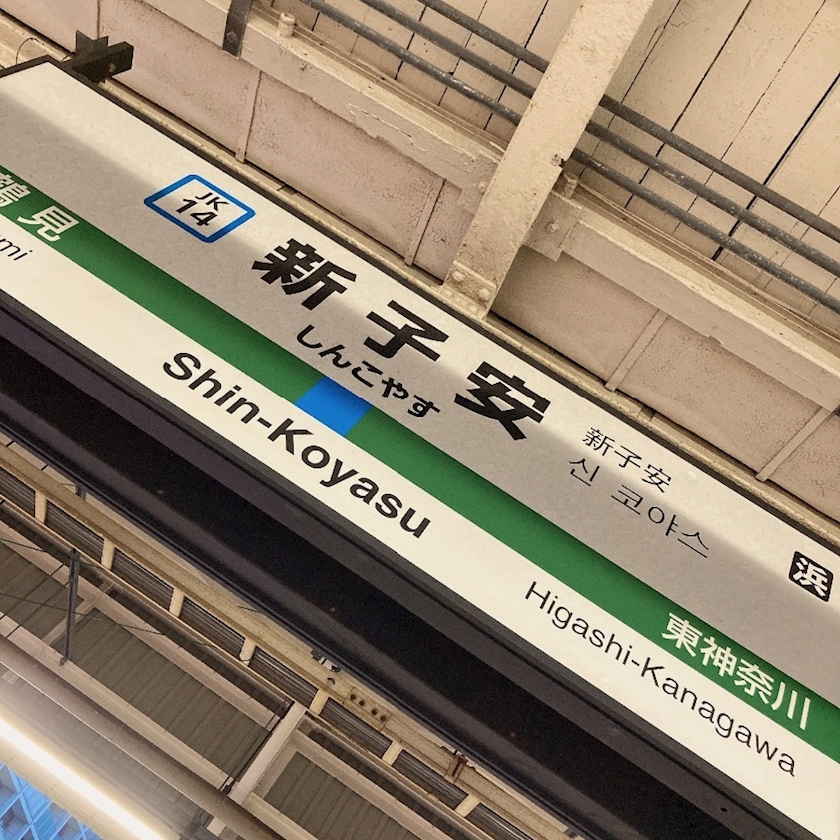 JK
14
新子安
しんこやす
新子安
신 코야스
浜
鶴見
東神奈川
Shin-Koyasu
Higashi-Kanagawa